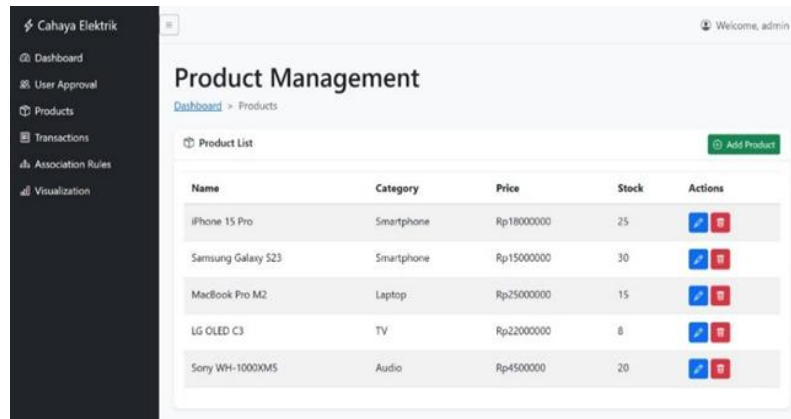 Cahaya Elektrik
Welcome, admin
Dashboard
User Approval
Products
Transactions
Association Rules
Visualization
Product Management
Dashboard > Products
Product List
Add Product
Name Category Price Stock Actions
iPhone 15 Pro Smartphone Rp18000000 25
Samsung Galaxy S23 Smartphone Rp15000000 30
MacBook Pro M2 Laptop Rp25000000 15
LG OLED C3 TV Rp22000000 8
Sony WH-1000XM5 Audio Rp4500000 20